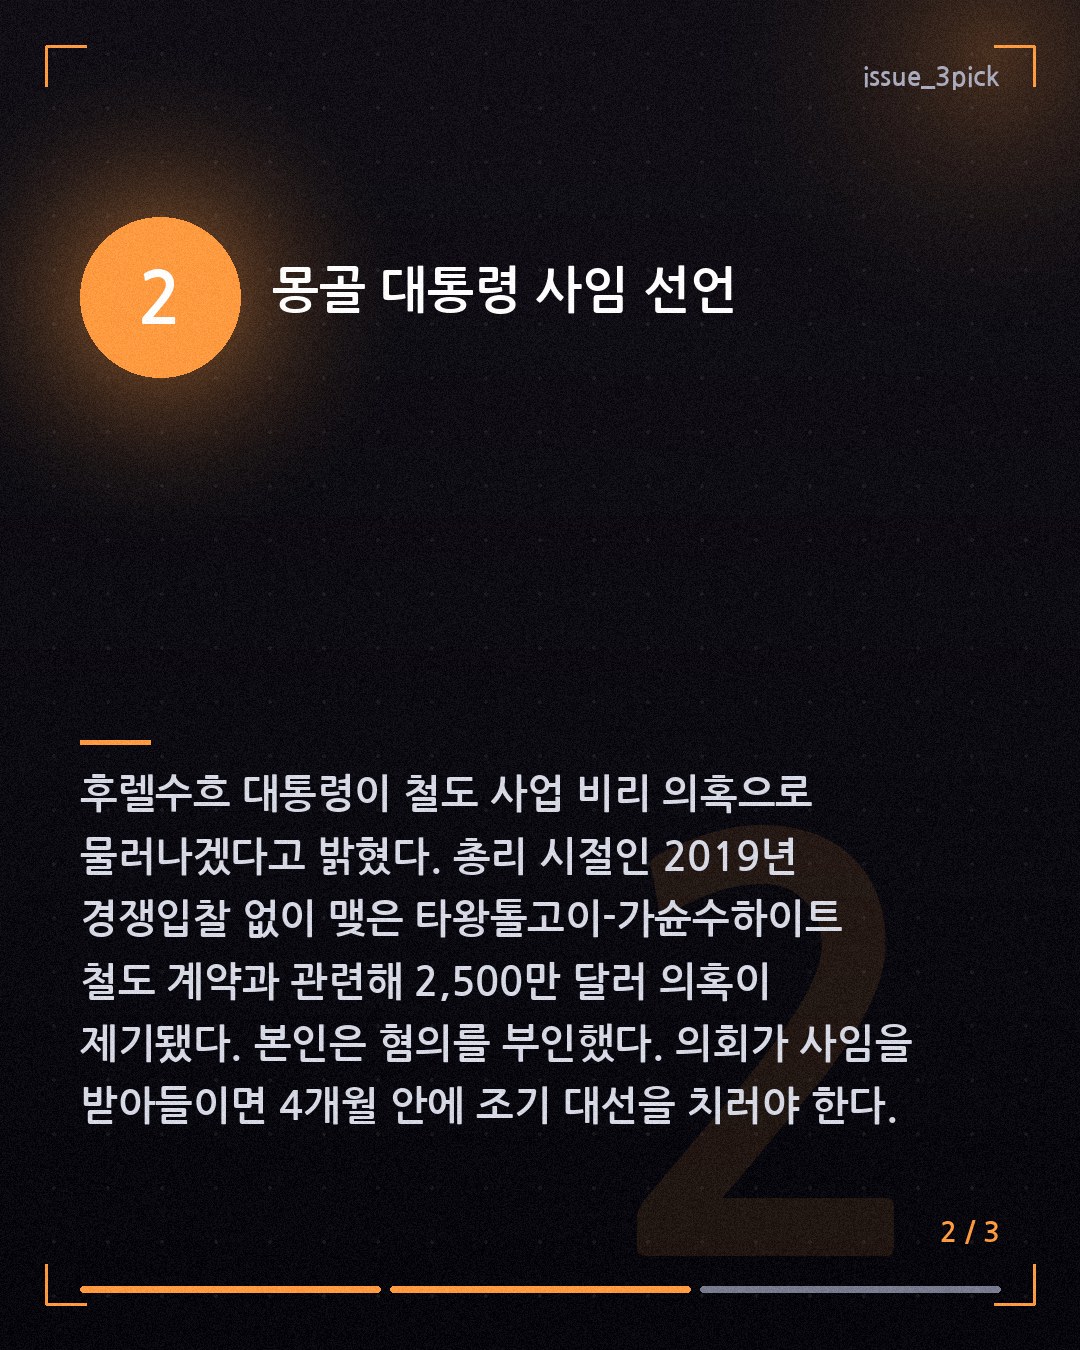 issue_3pick
2
몽골 대통령 사임 선언
후렐수흐 대통령이 철도 사업 비리 의혹으로
물러나겠다고 밝혔다. 총리 시절인 2019년
경쟁입찰 없이 맺은 타왕톨고이-가슌수하이트
철도 계약과 관련해 2,500만 달러 의혹이
제기됐다. 본인은 혐의를 부인했다. 의회가 사임을
받아들이면 4개월 안에 조기 대선을 치러야 한다.
2
2 / 3